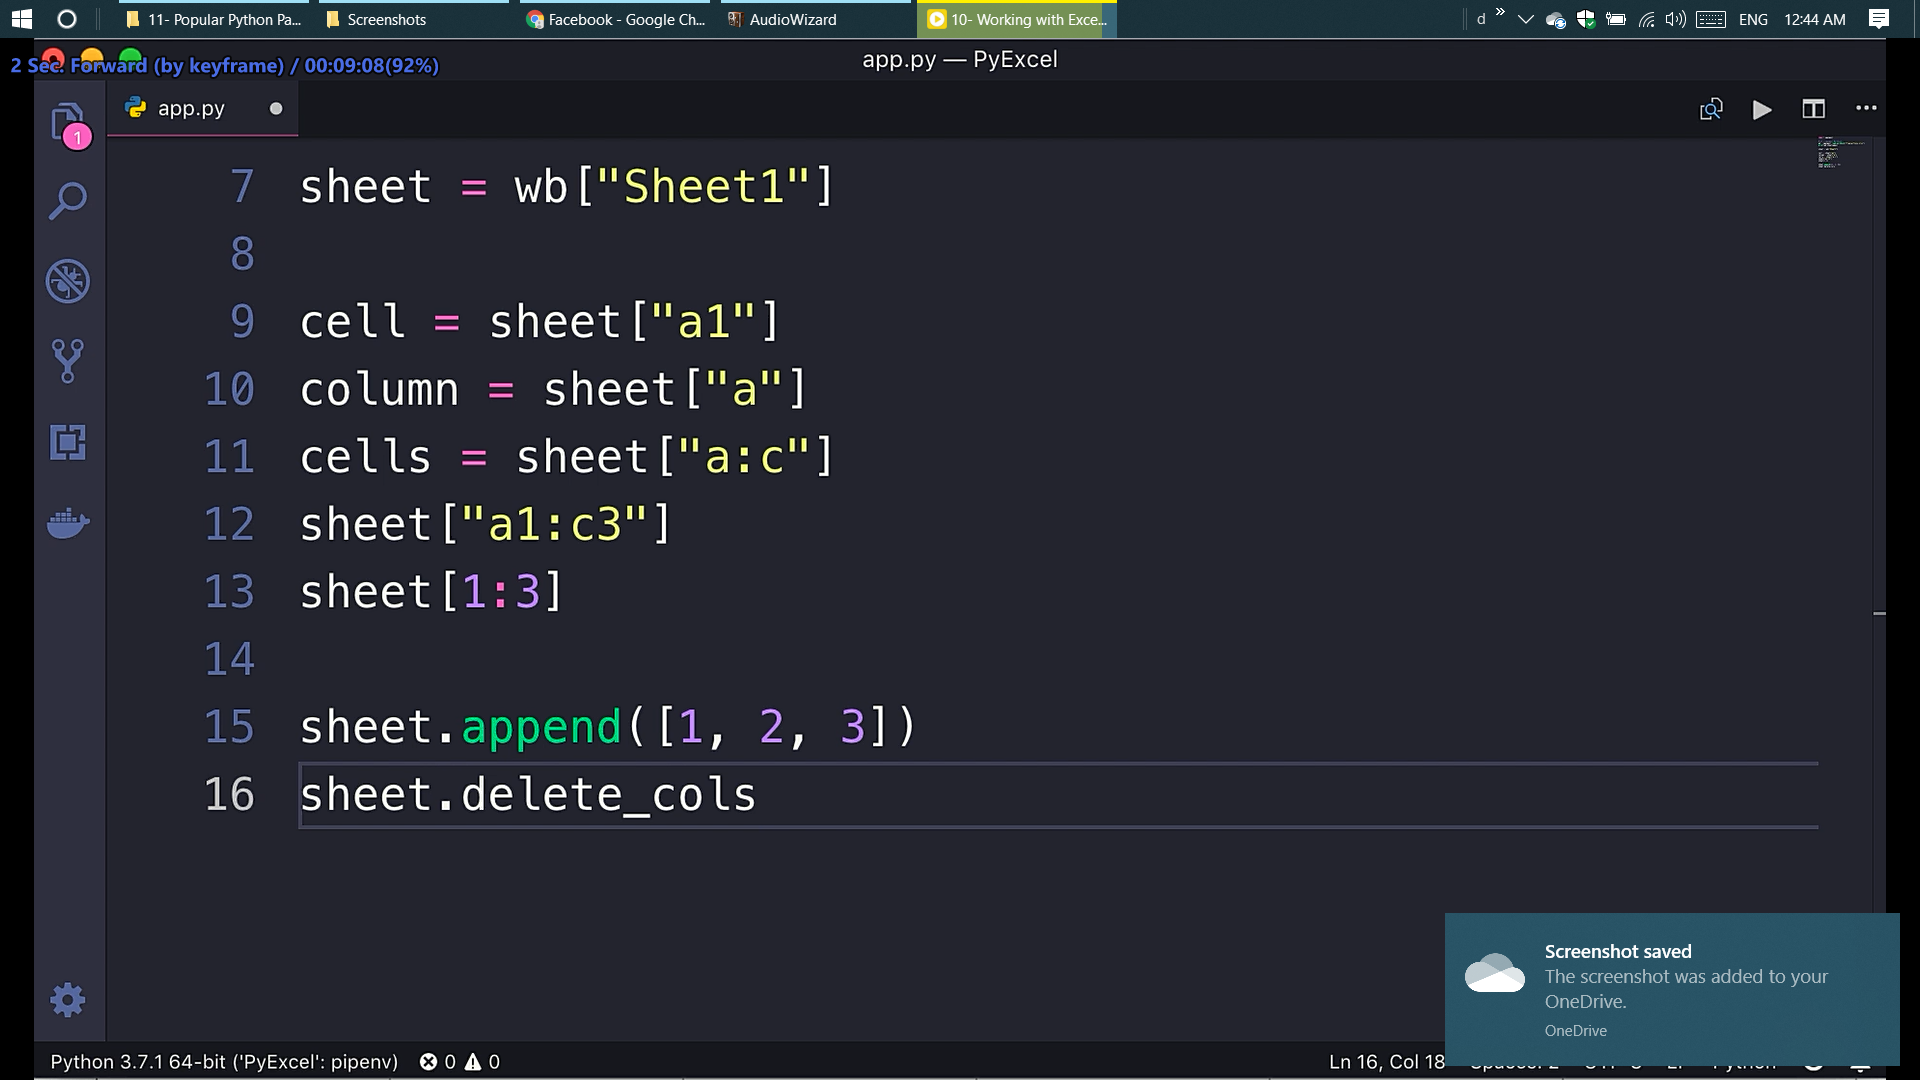 11- Popular Python Pa...
Screenshots
Facebook - Google Ch...
AudioWizard
10- Working with Exce...
d »
ENG
12:44 AM
2 Sec. Forward (by keyframe) / 00:09:08(92%)
app.py — PyExcel
1
app.py
7 sheet = wb["Sheet1"]
8
9 cell = sheet["a1"]
10 column = sheet["a"]
11 cells = sheet["a:c"]
12 sheet["a1:c3"]
13 sheet[1:3]
14
15 sheet.append([1, 2, 3])
16 sheet.delete_cols
Screenshot saved
The screenshot was added to your
OneDrive.
OneDrive
Python 3.7.1 64-bit ('PyExcel': pipenv)
0
0
Ln 16, Col 18